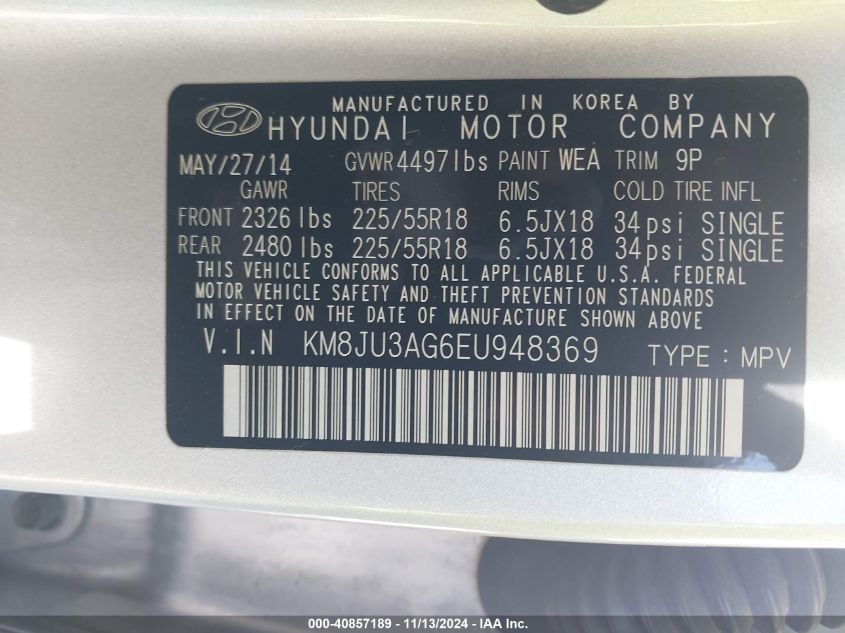 MANUFACTURED IN KOREA BY
HYUNDAI MOTOR COMPANY
MAY/27/14 GVWR 4497 lbs PAINT WEA TRIM 9P
GAWR TIRES RIMS COLD TIRE INFL
FRONT 2326 lbs 225/55R18 6.5JX18 34psi SINGLE
REAR 2480 lbs 225/55R18 6.5JX18 34psi SINGLE
THIS VEHICLE CONFORMS TO ALL APPLICABLE U.S.A. FEDERAL
MOTOR VEHICLE SAFETY AND THEFT PREVENTION STANDARDS
IN EFFECT ON THE DATE OF MANUFACTURE SHOWN ABOVE
V.I.N KM8JU3AG6EU948369 TYPE : MPV
000-40857189 - 11/13/2024 - IAA Inc.